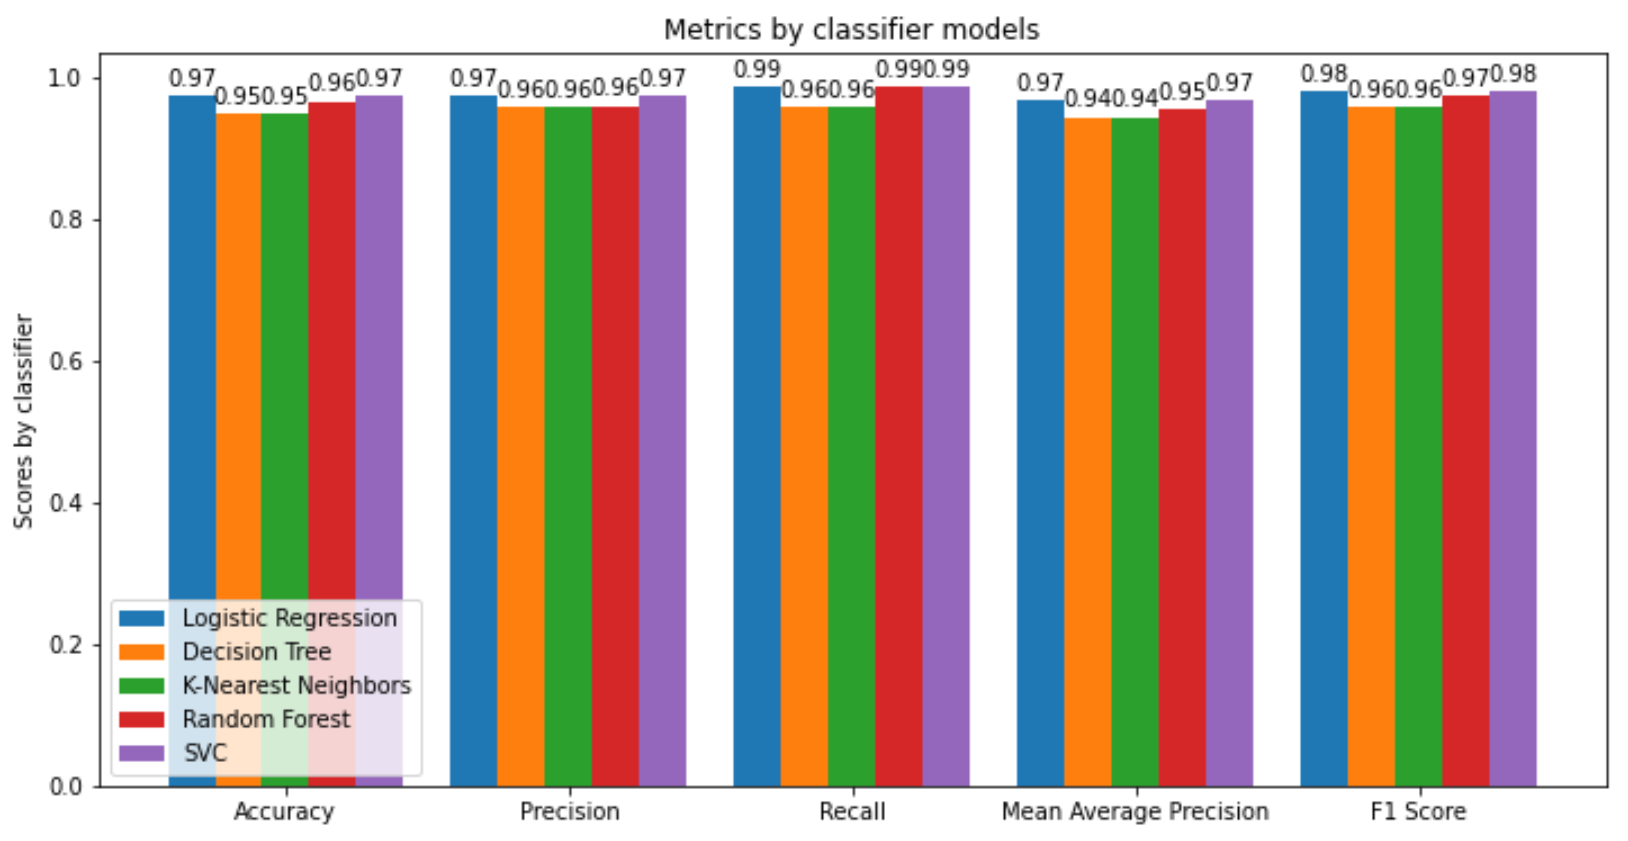 Metrics by classifier models
Scores by classifier
1.0
0.8
0.6
0.4
0.2
0.0
0.97 0.95 0.95 0.96 0.97
0.97 0.96 0.96 0.96 0.97
0.99 0.96 0.96 0.99 0.99
0.97 0.94 0.94 0.95 0.97
0.98 0.96 0.96 0.97 0.98
Logistic Regression
Decision Tree
K-Nearest Neighbors
Random Forest
SVC
Accuracy
Precision
Recall
Mean Average Precision
F1 Score